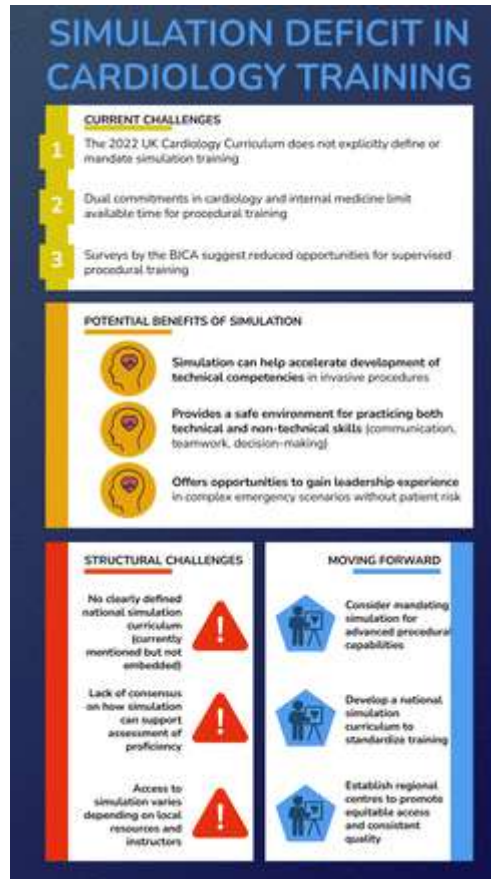 SIMULATION DEFICIT IN
CARDIOLOGY TRAINING
CURRENT CHALLENGES
1
The 2022 UK Cardiology Curriculum does not explicitly define or
mandate simulation training
2
Dual commitments in cardiology and internal medicine limit
available time for procedural training
3
Surveys by the BJCA suggest reduced opportunities for supervised
procedural training
POTENTIAL BENEFITS OF SIMULATION
Simulation can help accelerate development of
technical competencies in invasive procedures
Provides a safe environment for practicing both
technical and non-technical skills (communication,
teamwork, decision-making)
Offers opportunities to gain leadership experience
in complex emergency scenarios without patient risk
STRUCTURAL CHALLENGES
No clearly defined
national simulation
curriculum
(currently
mentioned but not
embedded)
Lack of consensus
on how simulation
can support
assessment of
proficiency
Access to
simulation varies
depending on local
resources and
instructors
MOVING FORWARD
Consider mandating
simulation for
advanced procedural
capabilities
Develop a national
simulation
curriculum to
standardize training
Establish regional
centres to promote
equitable access
and consistent
quality